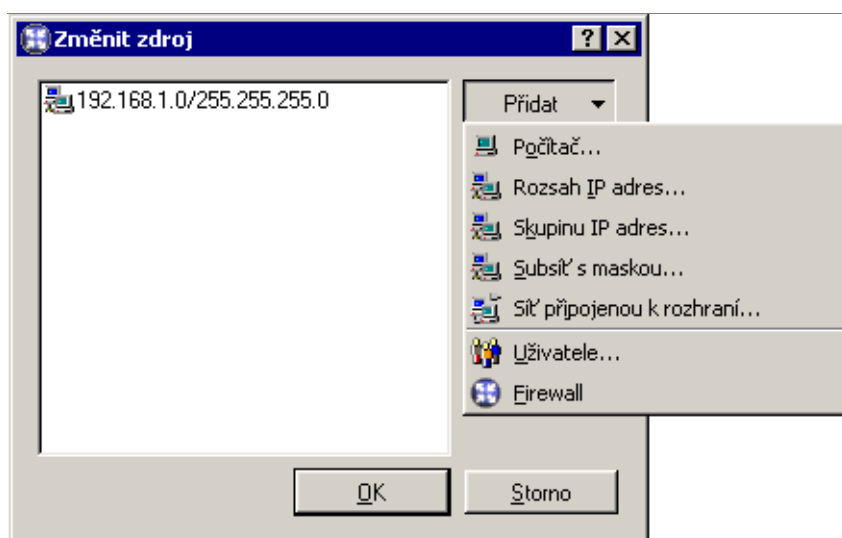 Změnit zdroj
192.168.1.0/255.255.255.0
Přidat
Počítač...
Rozsah IP adres...
Skupinu IP adres...
Subsíť s maskou...
Síť připojenou k rozhraní...
Uživatele...
Firewall
OK
Storno